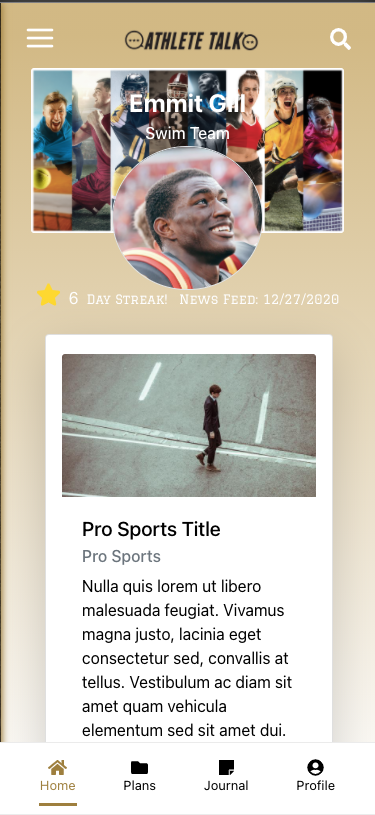 ATHLETE TALK
Emmit Gill
Swim Team
6 Day Streak! News Feed: 12/27/2020
Pro Sports Title
Pro Sports
Nulla quis lorem ut libero
malesuada feugiat. Vivamus
magna justo, lacinia eget
consectetur sed, convallis at
tellus. Vestibulum ac diam sit
amet quam vehicula
elementum sed sit amet dui.
Home Plans Journal Profile